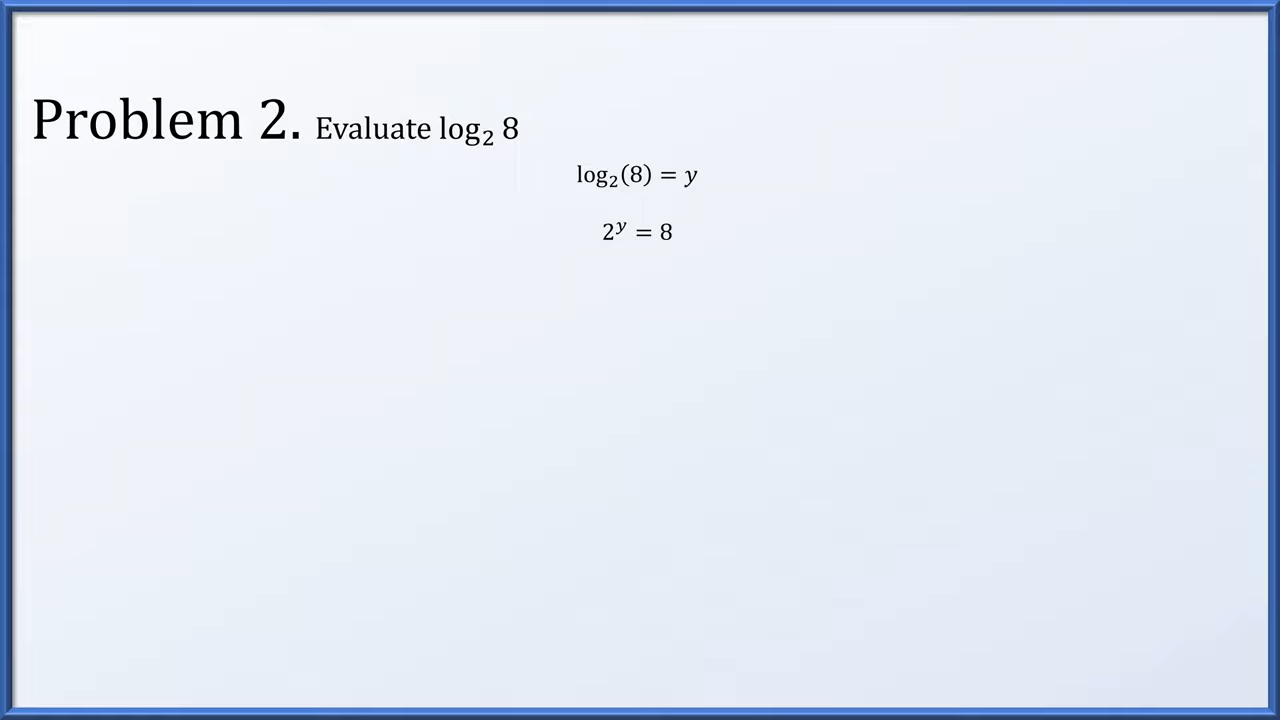 Problem 2. Evaluate log₂ 8
log₂(8) = y
2ʸ = 8